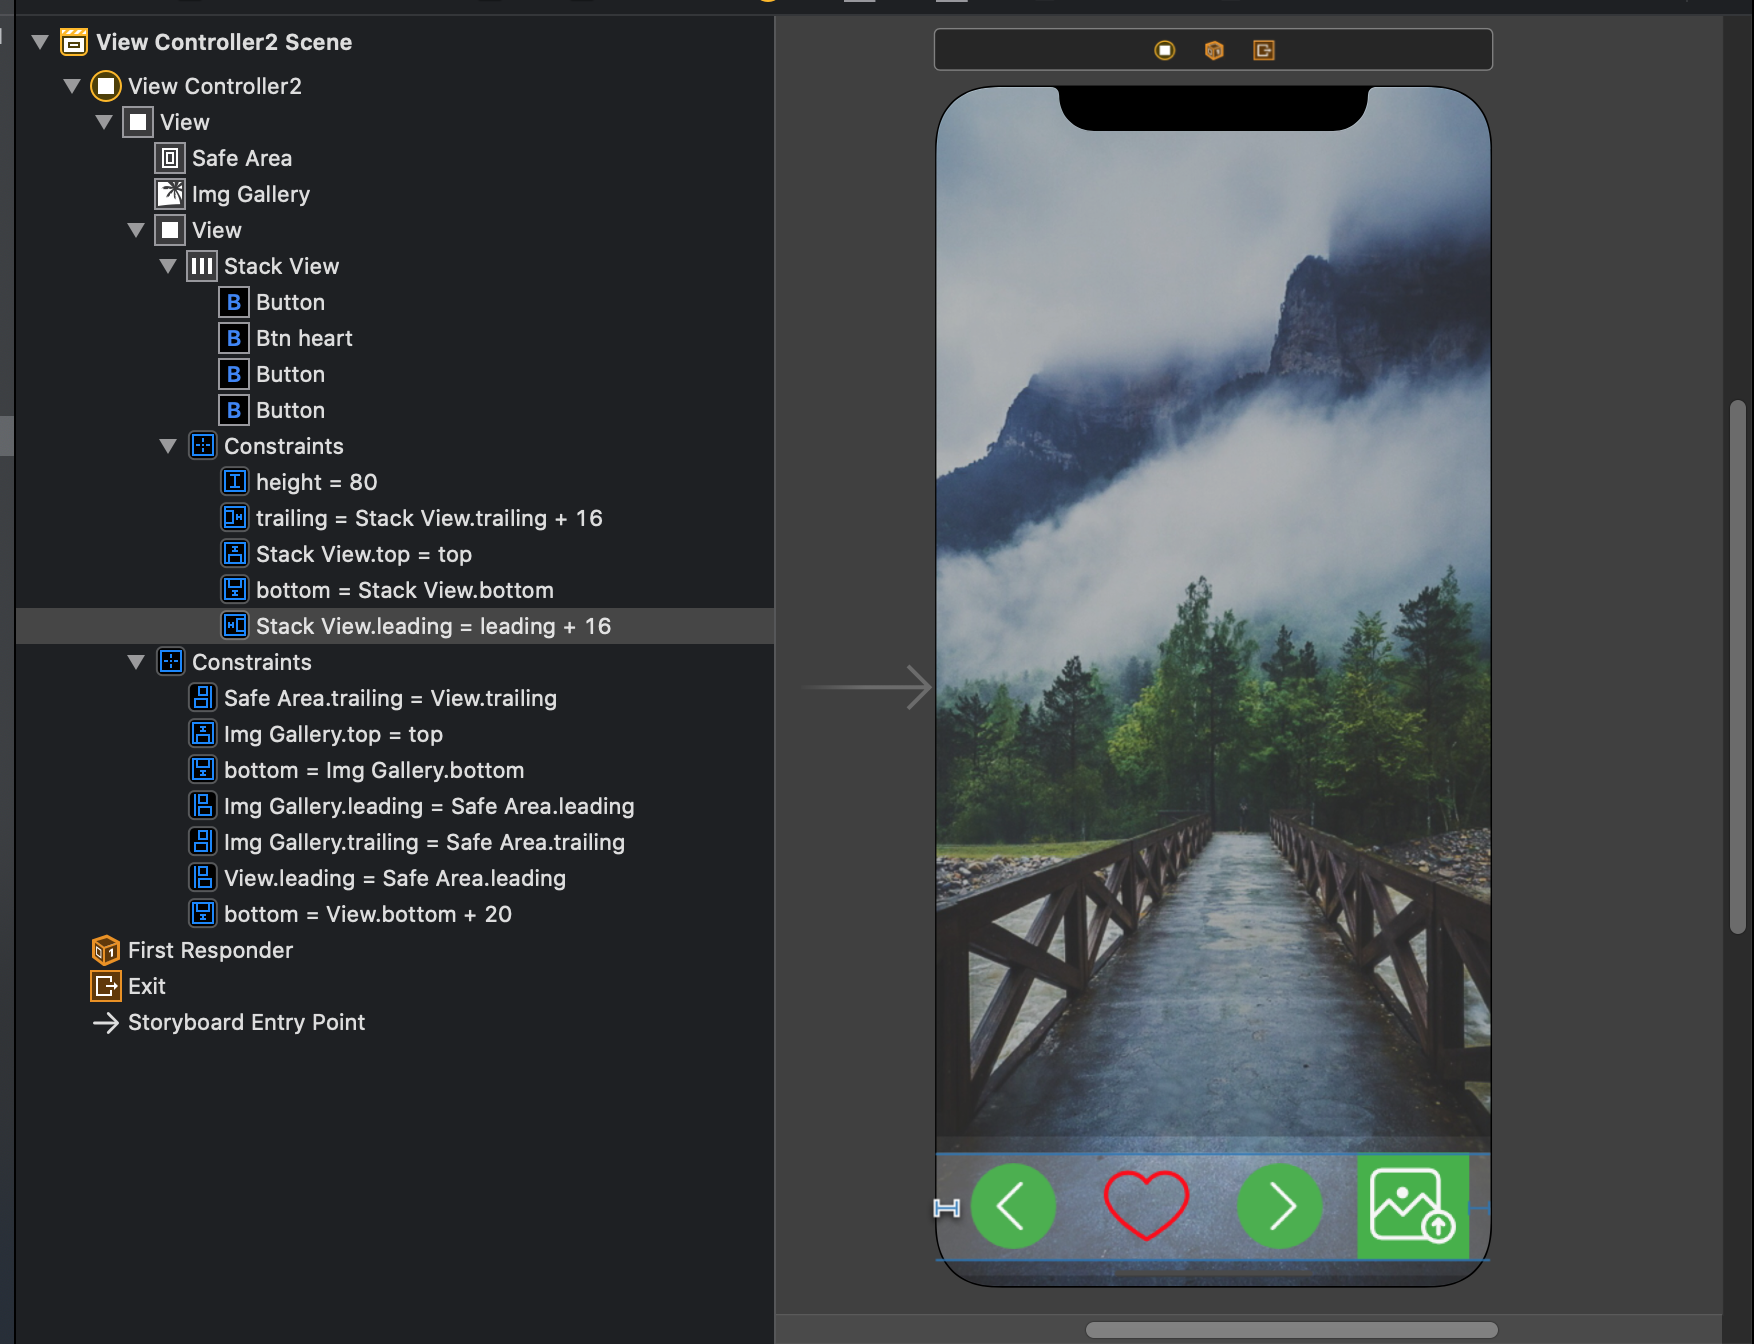 View Controller2 Scene
View Controller2
View
Safe Area
Img Gallery
View
Stack View
B Button
B Btn heart
B Button
B Button
Constraints
height = 80
trailing = Stack View.trailing + 16
Stack View.top = top
bottom = Stack View.bottom
Stack View.leading = leading + 16
Constraints
Safe Area.trailing = View.trailing
Img Gallery.top = top
bottom = Img Gallery.bottom
Img Gallery.leading = Safe Area.leading
Img Gallery.trailing = Safe Area.trailing
View.leading = Safe Area.leading
bottom = View.bottom + 20
First Responder
Exit
Storyboard Entry Point